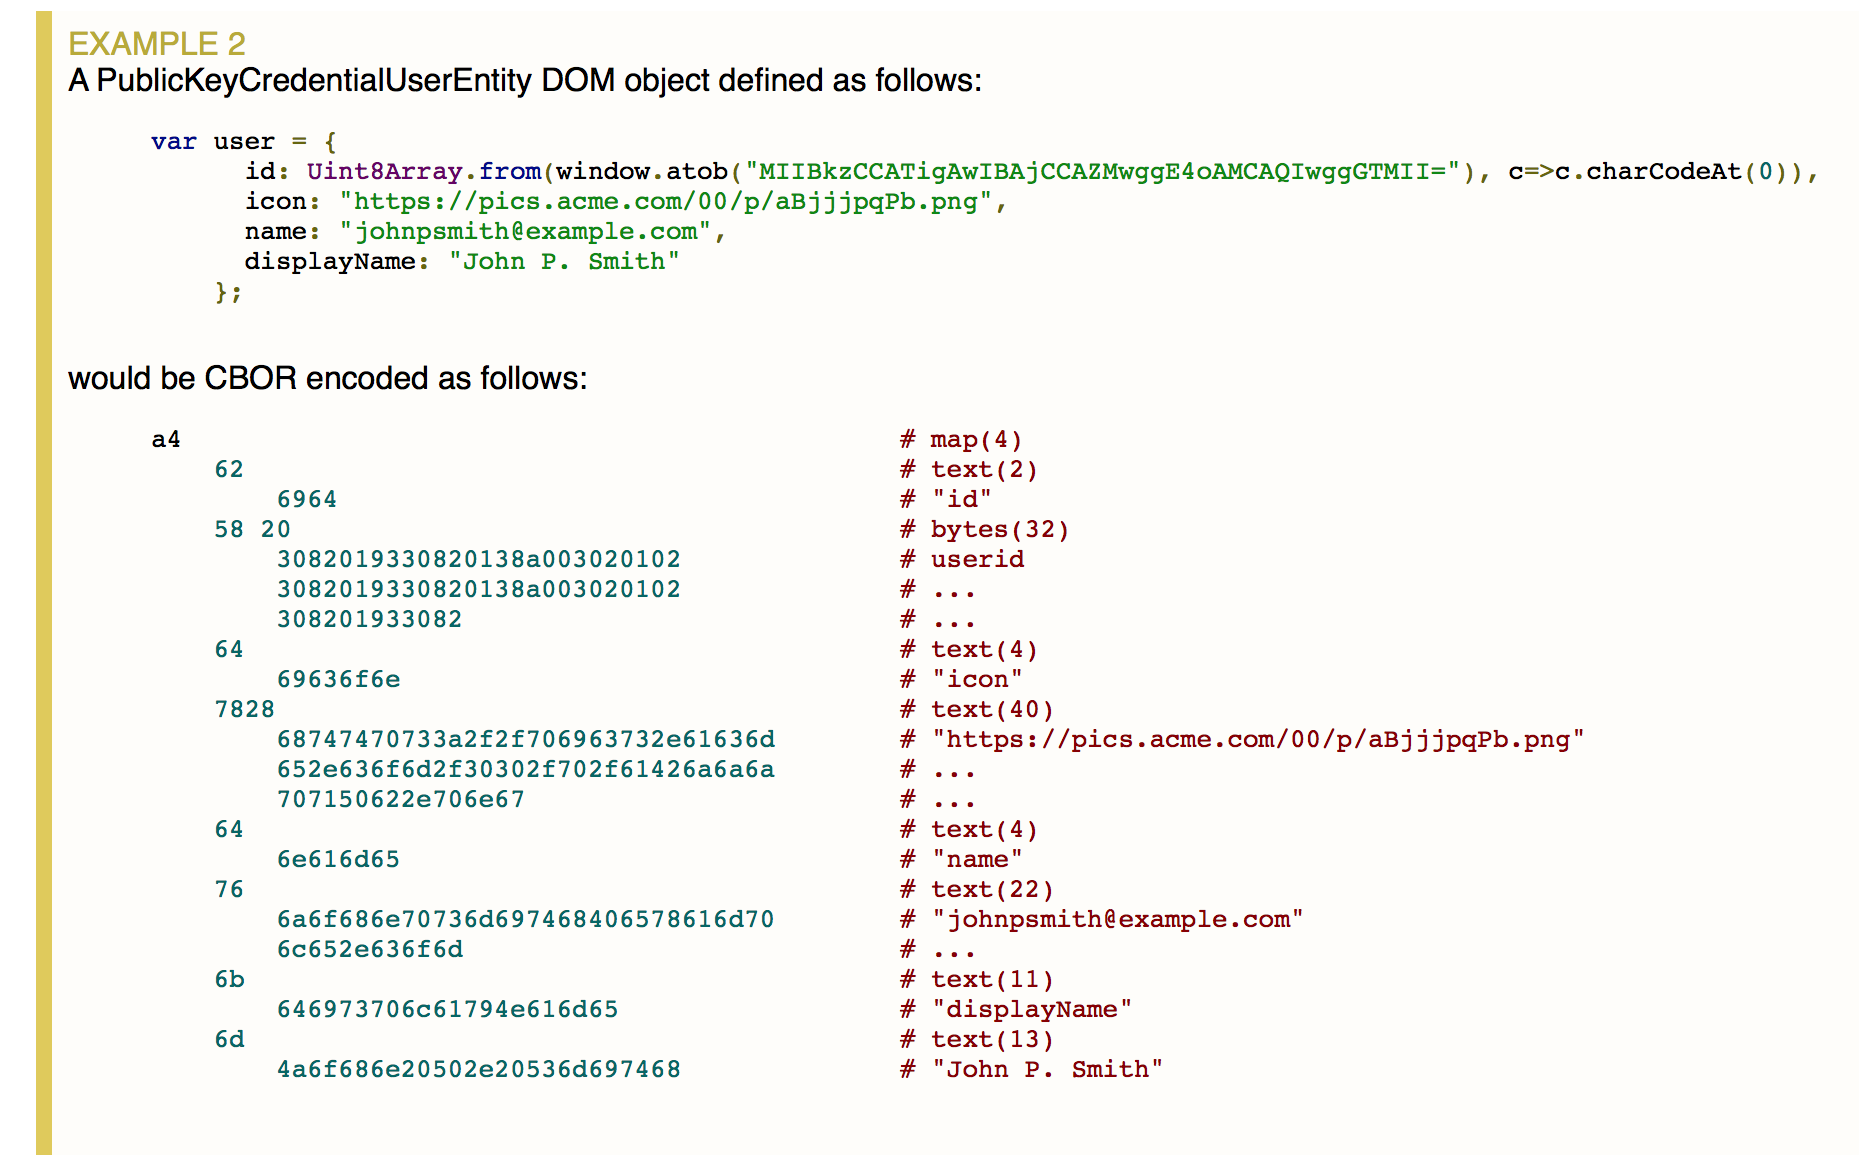 EXAMPLE 2
A PublicKeyCredentialUserEntity DOM object defined as follows:
var user = {
id: Uint8Array.from(window.atob("MIIBkzCCATigAwIBAjCCAZMwggE4oAMCAQIwggGTMII="), c=>c.charCodeAt(0)),
icon: "https://pics.acme.com/00/p/aBjjjpqPb.png",
name: "johnpsmith@example.com",
displayName: "John P. Smith"
};
would be CBOR encoded as follows:
a4 # map(4)
62 # text(2)
6964 # "id"
58 20 # bytes(32)
3082019330820138a003020102 # userid
3082019330820138a003020102 # ...
308201933082 # ...
64 # text(4)
69636f6e # "icon"
7828 # text(40)
68747470733a2f2f706963732e61636d # "https://pics.acme.com/00/p/aBjjjpqPb.png"
652e636f6d2f30302f702f61426a6a6a # ...
707150622e706e67 # ...
64 # text(4)
6e616d65 # "name"
76 # text(22)
6a6f686e70736d697468406578616d70 # "johnpsmith@example.com"
6c652e636f6d # ...
6b # text(11)
646973706c61794e616d65 # "displayName"
6d # text(13)
4a6f686e20502e20536d697468 # "John P. Smith"